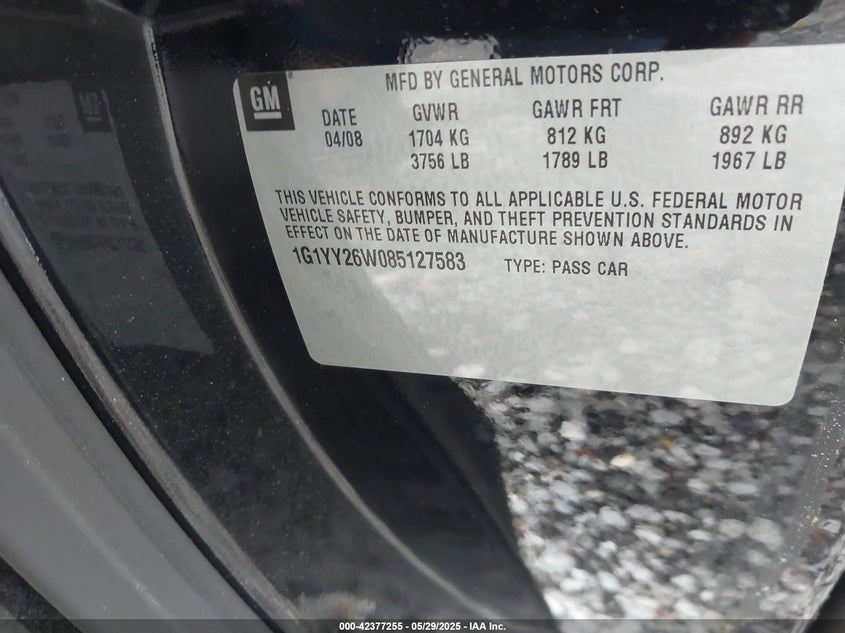 GM
MFD BY GENERAL MOTORS CORP.
DATE GVWR GAWR FRT GAWR RR
04/08 1704 KG 812 KG 892 KG
3756 LB 1789 LB 1967 LB
THIS VEHICLE CONFORMS TO ALL APPLICABLE U.S. FEDERAL MOTOR
VEHICLE SAFETY, BUMPER, AND THEFT PREVENTION STANDARDS IN
EFFECT ON THE DATE OF MANUFACTURE SHOWN ABOVE.
1G1YY26W085127583 TYPE: PASS CAR
000-42377255 - 05/29/2025 - IAA Inc.